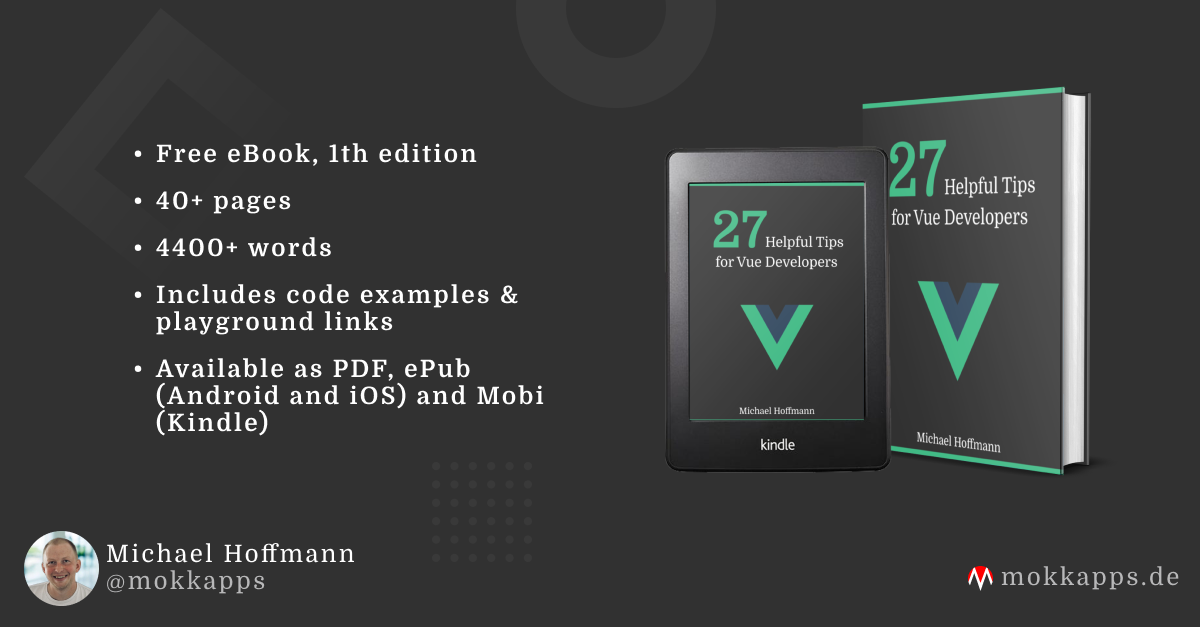 Free eBook, 1th edition
40+ pages
4400+ words
Includes code examples &
playground links
Available as PDF, ePub
(Android and iOS) and Mobi
(Kindle)
27 Helpful Tips
for Vue Developers
Michael Hoffmann
kindle
27 Helpful Tips
for Vue Developers
Michael Hoffmann
Michael Hoffmann
@mokkapps
mokkapps.de